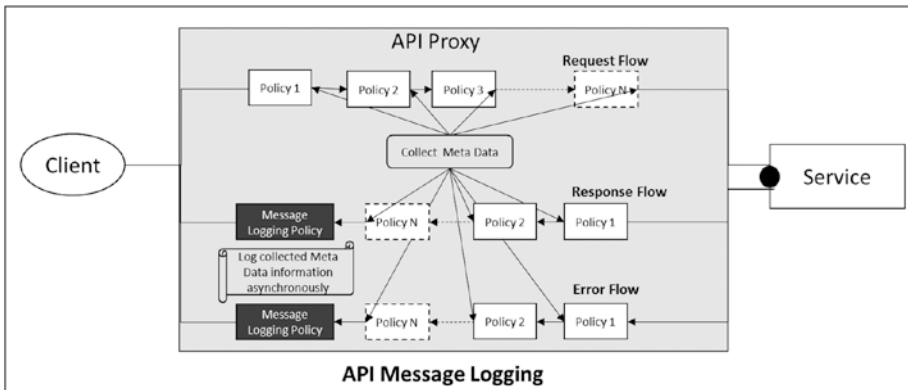 API Proxy
Request Flow
Policy 1
Policy 2
Policy 3
Policy N
Collect Meta Data
Client
Service
Response Flow
Message
Logging Policy
Policy N
Policy 2
Policy 1
Log collected Meta
Data information
asynchronously
Error Flow
Message
Logging Policy
Policy N
Policy 2
Policy 1
API Message Logging